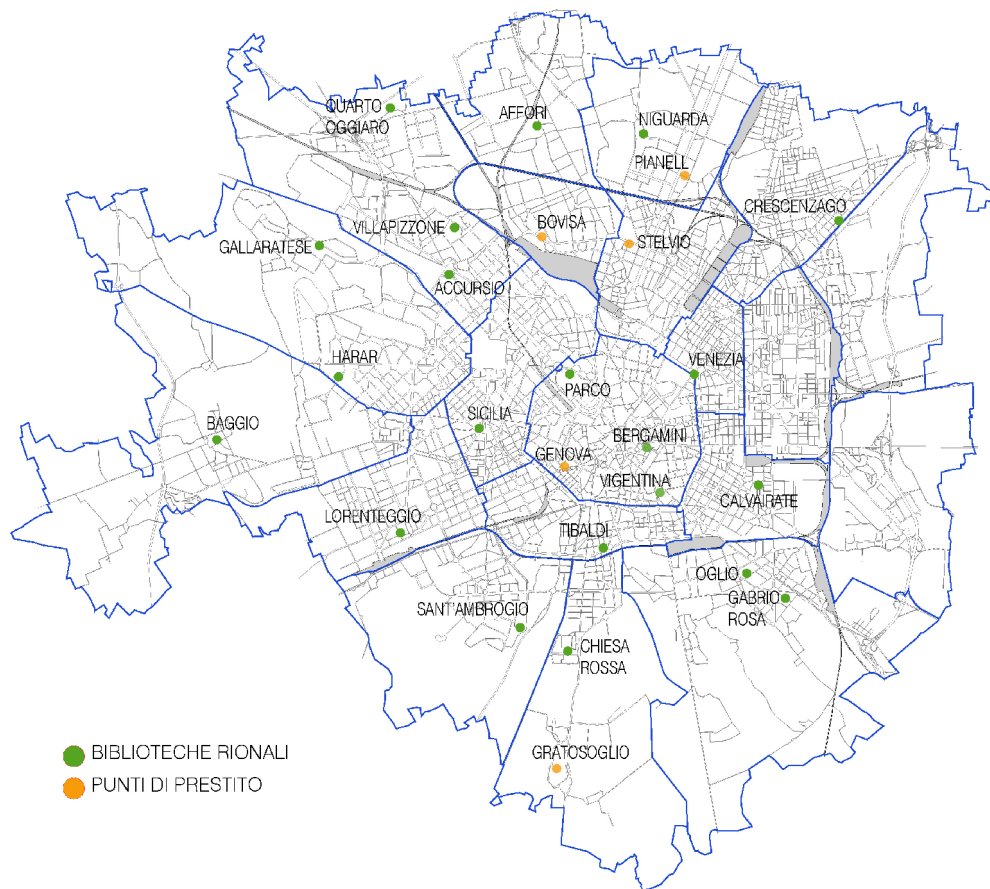 QUARTO
OGGIARO
AFFORI
NIGUARDA
PIANELL
CRESCENZAGO
VILLAPIZZONE
BOVISA
STELVIO
GALLARATESE
ACCURSIO
HARAR
PARCO
VENEZIA
BAGGIO
SICILIA
BERGAMINI
GENOVA
VIGENTINA
CALVAIRATE
LORENTEGGIO
TIBALDI
OGLIO
GABRIO
ROSA
SANT'AMBROGIO
CHIESA
ROSSA
GRATOSOGLIO
BIBLIOTECHE RIONALI
PUNTI DI PRESTITO